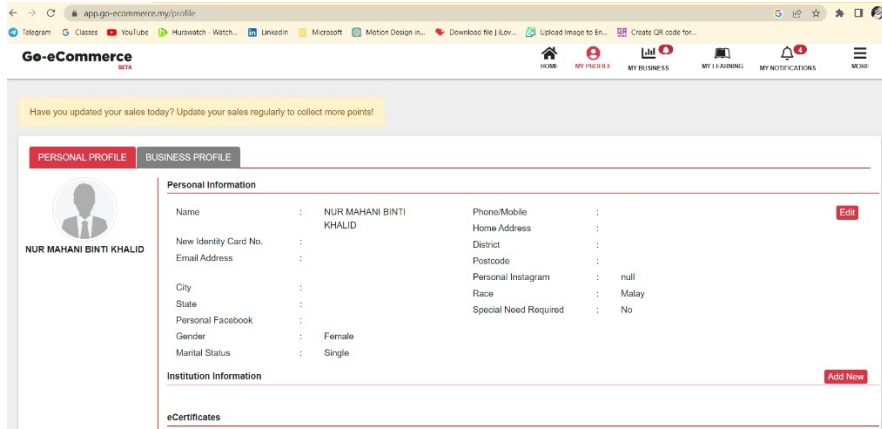 app.go-ecommerce.my/profile
Telegram Classes YouTube Hurawatch - Watch... LinkedIn Microsoft Motion Design in... Download file | iLov... Upload Image to En... Create QR code for...
Go-eCommerce
BETA
HOME MY PROFILE MY BUSINESS MY LEARNING MY NOTIFICATIONS MORE
4
Have you updated your sales today? Update your sales regularly to collect more points!
PERSONAL PROFILE BUSINESS PROFILE
Personal Information
Name : NUR MAHANI BINTI KHALID Phone/Mobile : Edit
Home Address :
NUR MAHANI BINTI KHALID
New Identity Card No. : District :
Email Address : Postcode :
Personal Instagram : null
City : Race : Malay
State : Special Need Required : No
Personal Facebook :
Gender : Female
Marital Status : Single
Institution Information Add New
eCertificates